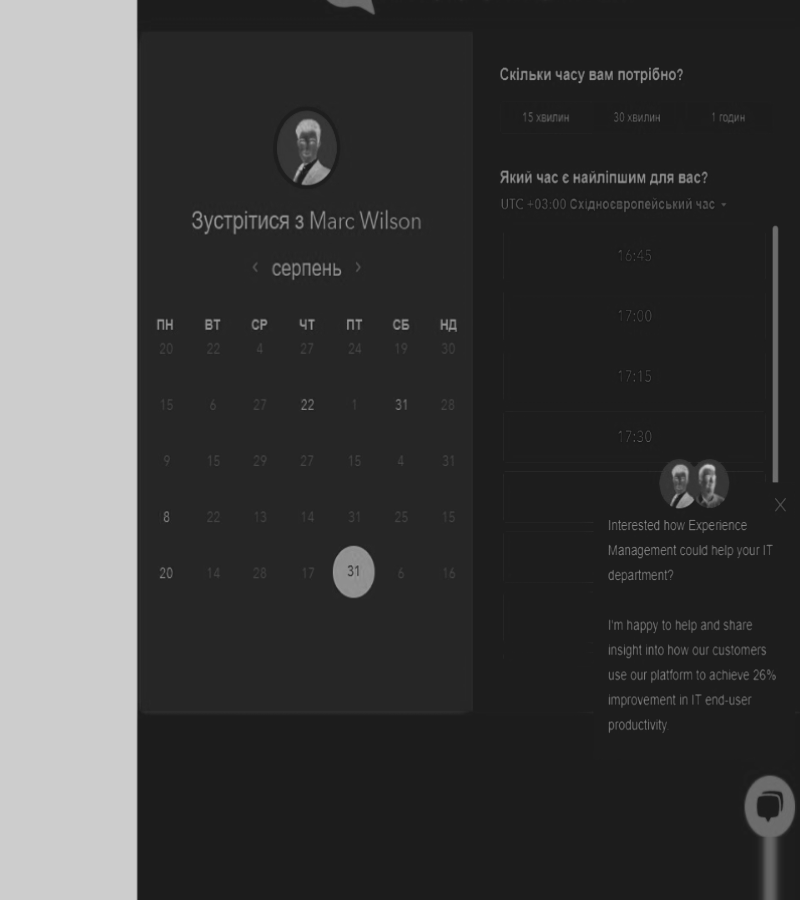 Зустрітися з Marc Wilson
серпень
ПН ВТ СР ЧТ ПТ СБ НД
20 22 4 27 24 19 30
15 6 27 22 1 31 28
9 15 29 27 15 4 31
8 22 13 14 31 25 15
20 14 28 17 31 6 16
Скільки часу вам потрібно?
15 хвилин 30 хвилин 1 годин
Який час є найліпшим для вас?
UTC +03:00 Східноєвропейський час
16:45
17:00
17:15
17:30
Interested how Experience
Management could help your IT
department?
I'm happy to help and share
insight into how our customers
use our platform to achieve 26%
improvement in IT end-user
productivity.